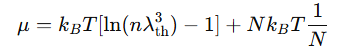 μ = k_BT[ln(nλ_th^3) − 1] + Nk_BT 1/N